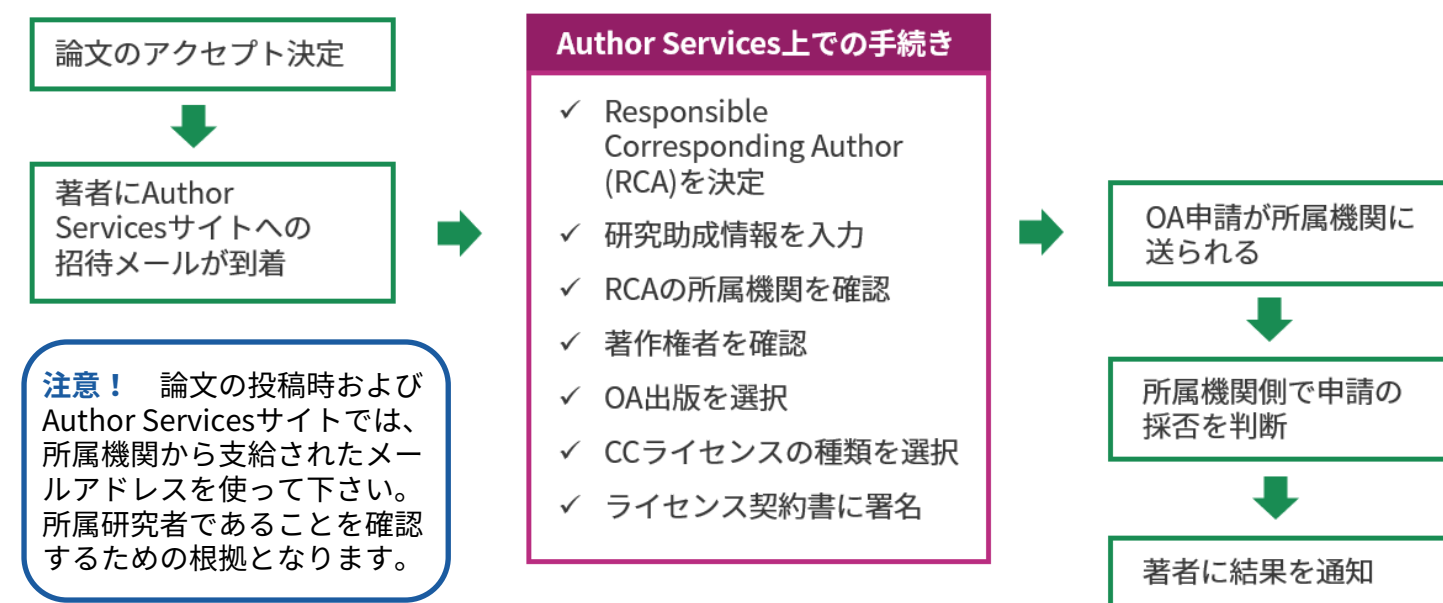 論文のアクセプト決定
著者にAuthor
Servicesサイトへの
招待メールが到着
注意！　論文の投稿時および
Author Servicesサイトでは、
所属機関から支給されたメー
ルアドレスを使って下さい。
所属研究者であることを確認
するための根拠となります。
Author Services上での手続き
✓ Responsible
Corresponding Author
(RCA)を決定
✓ 研究助成情報を入力
✓ RCAの所属機関を確認
✓ 著作権者を確認
✓ OA出版を選択
✓ CCライセンスの種類を選択
✓ ライセンス契約書に署名
OA申請が所属機関に
送られる
所属機関側で申請の
採否を判断
著者に結果を通知